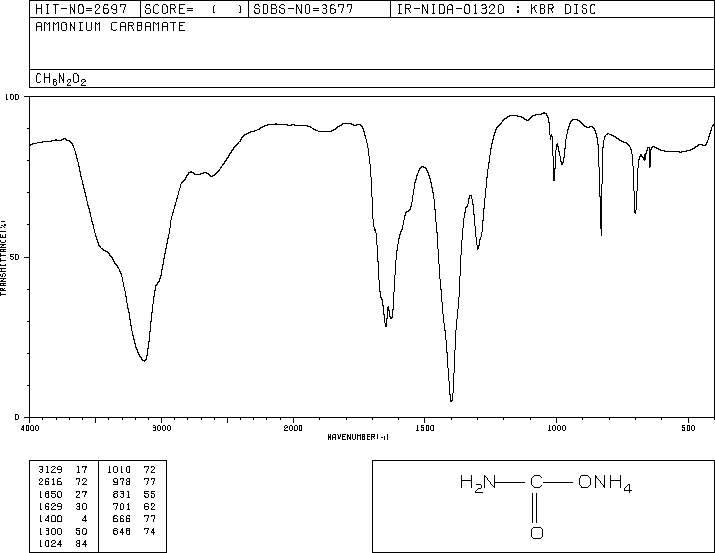 HIT-NO=2697 SCORE= ( ) SDBS-NO=3677 IR-NIDA-01320 : KBR DISC
AMMONIUM CARBAMATE
CH6N2O2
100
50
0
TRANSMITTANCE(%)
4000 3000 2000 1500 1000 500
WAVENUMBER(-1)
3129 17 1010 72
2616 72 978 77
1650 27 831 55
1629 30 701 62
1400 4 666 77
1300 50 648 74
1024 84
H2N C ONH4
O